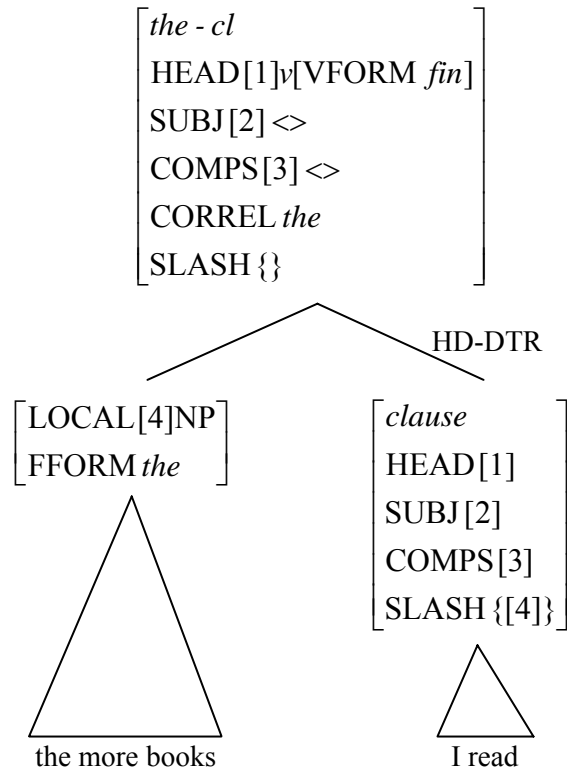 the - cl
HEAD[1]v[VFORM fin]
SUBJ[2]<>
COMPS[3]<>
CORREL the
SLASH{}
HD-DTR
LOCAL[4]NP
FFORM the
clause
HEAD[1]
SUBJ[2]
COMPS[3]
SLASH{[4]}
the more books
I read